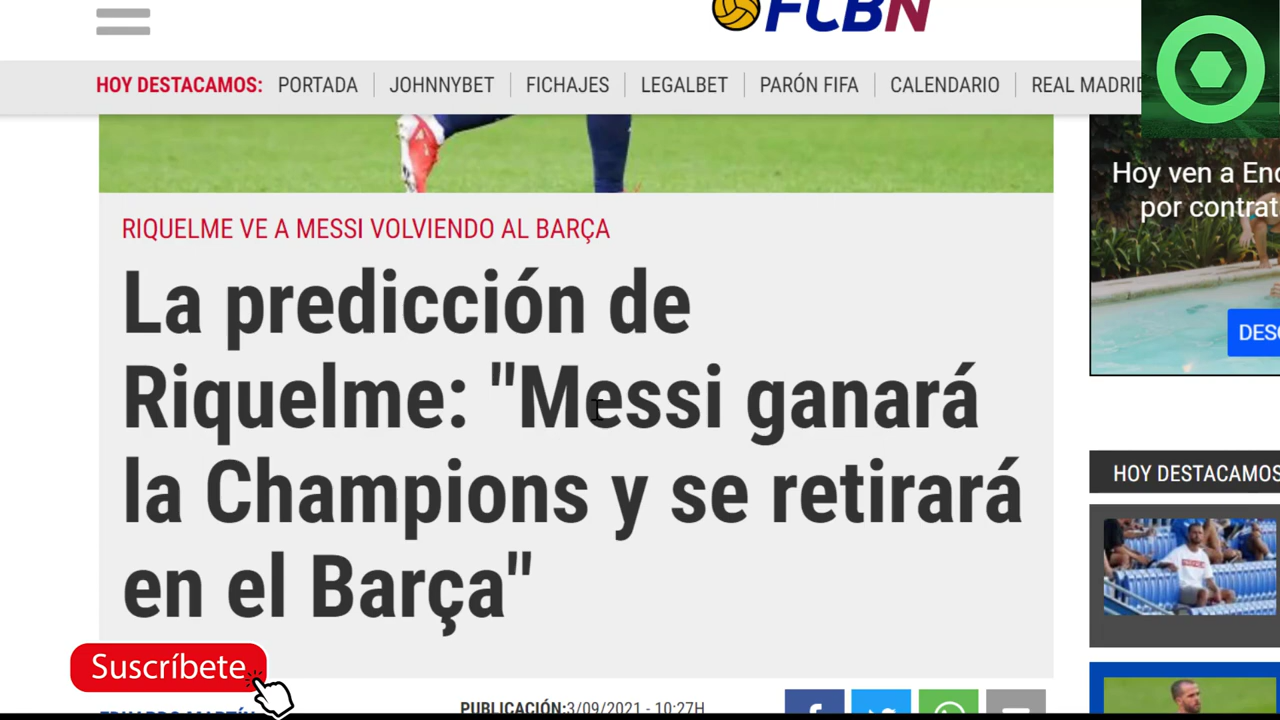 FCBN
HOY DESTACAMOS: PORTADA JOHNNYBET FICHAJES LEGALBET PARÓN FIFA CALENDARIO REAL MADRID
Hoy ven a
por
RIQUELME VE A MESSI VOLVIENDO AL BARÇA
La predicción de
Riquelme: "Messi ganará
la Champions y se retirará
en el Barça"
HOY DESTACAMOS
Suscríbete
PUBLICACIÓN:3/09/2021 - 10:27H